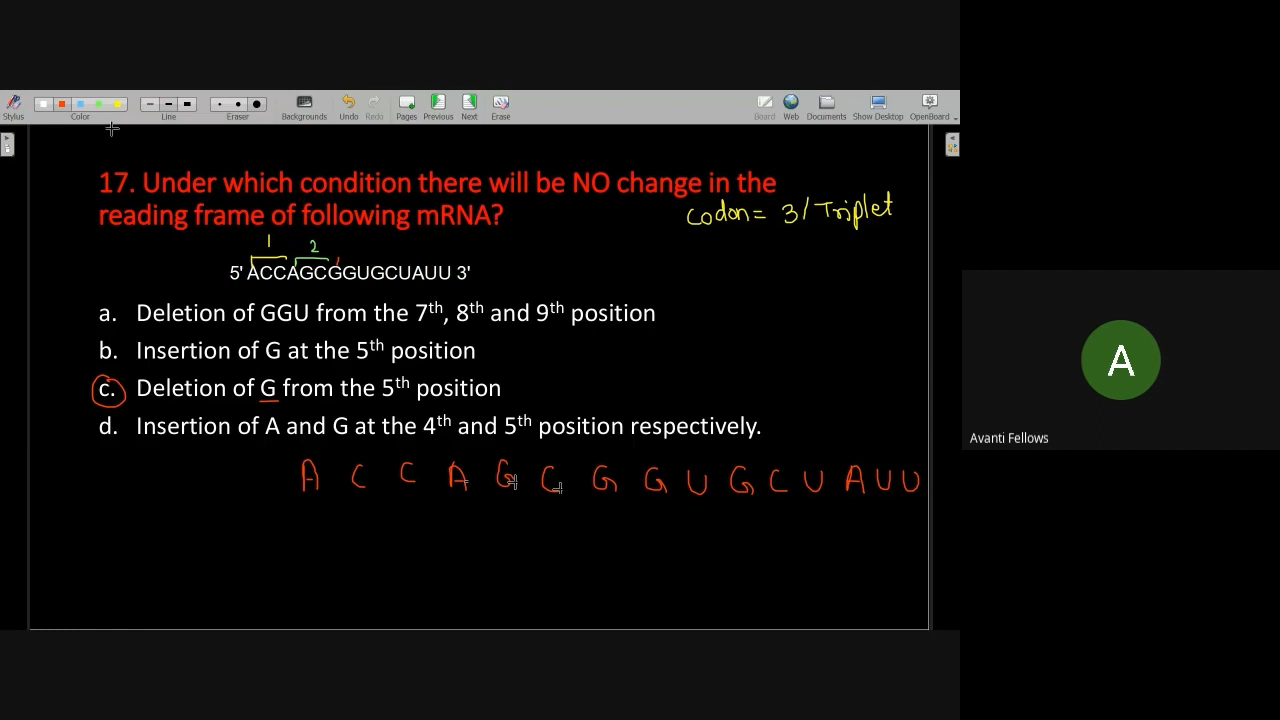 Stylus
Color
Line
Eraser
Backgrounds
Undo
Redo
Pages
Previous
Next
Erase
Board
Web
Documents
Show Desktop
OpenBoard
17. Under which condition there will be NO change in the
reading frame of following mRNA?
codon = 3/Triplet
1 2
5' ACCAGCGGUGCUAUU 3'
a. Deletion of GGU from the 7th, 8th and 9th position
b. Insertion of G at the 5th position
c. Deletion of G from the 5th position
d. Insertion of A and G at the 4th and 5th position respectively.
A C C A G C G G U G C U A U U
A
Avanti Fellows